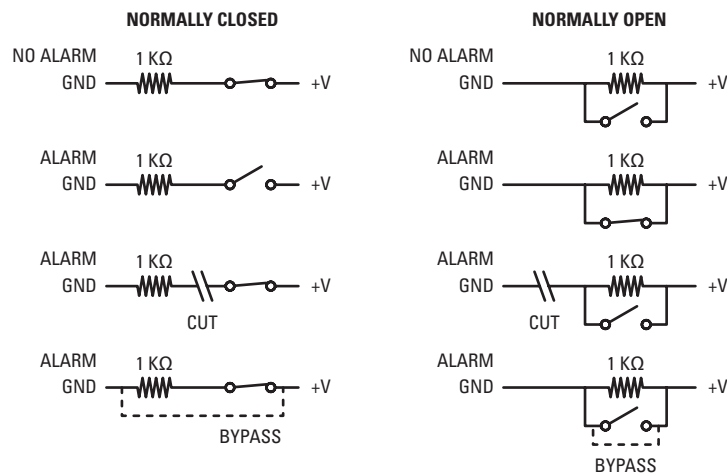 NORMALLY CLOSED
NO ALARM 1 KΩ
GND +V
ALARM 1 KΩ
GND +V
ALARM 1 KΩ
GND +V
CUT
ALARM 1 KΩ
GND +V
BYPASS
NORMALLY OPEN
NO ALARM 1 KΩ
GND +V
ALARM 1 KΩ
GND +V
ALARM 1 KΩ
GND +V
CUT
ALARM 1 KΩ
GND +V
BYPASS